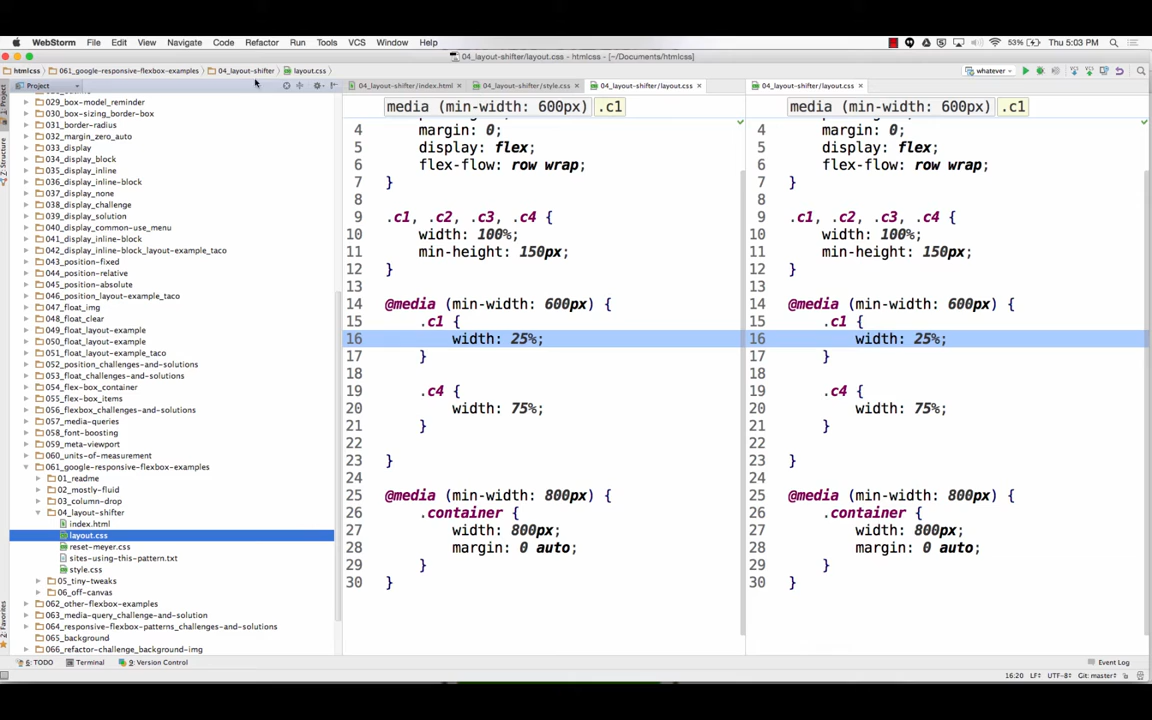 WebStorm File Edit View Navigate Code Refactor Run Tools VCS Window Help 53% Thu 5:03 PM
04_layout-shifter/layout.css - htmlcss - [~/Documents/htmlcss]
htmlcss 061_google-responsive-flexbox-examples 04_layout-shifter layout.css whatever
Project 04_layout-shifter/index.html 04_layout-shifter/style.css 04_layout-shifter/layout.css 04_layout-shifter/layout.css
1: Project
7: Structure
2: Favorites
029_box-model_reminder
030_box-sizing_border-box
031_border-radius
032_margin_zero_auto
033_display
034_display_block
035_display_inline
036_display_inline-block
037_display_none
038_display_challenge
039_display_solution
040_display_common-use_menu
041_display_inline-block
042_display_inline-block_layout-example_taco
043_position-fixed
044_position-relative
045_position-absolute
046_position_layout-example_taco
047_float_img
048_float_clear
049_float_layout-example
050_float_layout-example
051_float_layout-example_taco
052_position_challenges-and-solutions
053_float_challenges-and-solutions
054_flex-box_container
055_flex-box_items
056_flexbox_challenges-and-solutions
057_media-queries
058_font-boosting
059_meta-viewport
060_units-of-measurement
061_google-responsive-flexbox-examples
01_readme
02_mostly-fluid
03_column-drop
04_layout-shifter
index.html
layout.css
reset-meyer.css
sites-using-this-pattern.txt
style.css
05_tiny-tweaks
06_off-canvas
062_other-flexbox-examples
063_media-query_challenge-and-solution
064_responsive-flexbox-patterns_challenges-and-solutions
065_background
066_refactor-challenge_background-img
media (min-width: 600px) .c1
4 margin: 0;
5 display: flex;
6 flex-flow: row wrap;
7 }
8
9 .c1, .c2, .c3, .c4 {
10 width: 100%;
11 min-height: 150px;
12 }
13
14 @media (min-width: 600px) {
15 .c1 {
16 width: 25%;
17 }
18
19 .c4 {
20 width: 75%;
21 }
22
23 }
24
25 @media (min-width: 800px) {
26 .container {
27 width: 800px;
28 margin: 0 auto;
29 }
30 }
media (min-width: 600px) .c1
4 margin: 0;
5 display: flex;
6 flex-flow: row wrap;
7 }
8
9 .c1, .c2, .c3, .c4 {
10 width: 100%;
11 min-height: 150px;
12 }
13
14 @media (min-width: 600px) {
15 .c1 {
16 width: 25%;
17 }
18
19 .c4 {
20 width: 75%;
21 }
22
23 }
24
25 @media (min-width: 800px) {
26 .container {
27 width: 800px;
28 margin: 0 auto;
29 }
30 }
6: TODO Terminal 9: Version Control Event Log
16:20 LF÷ UTF-8÷ Git: master÷